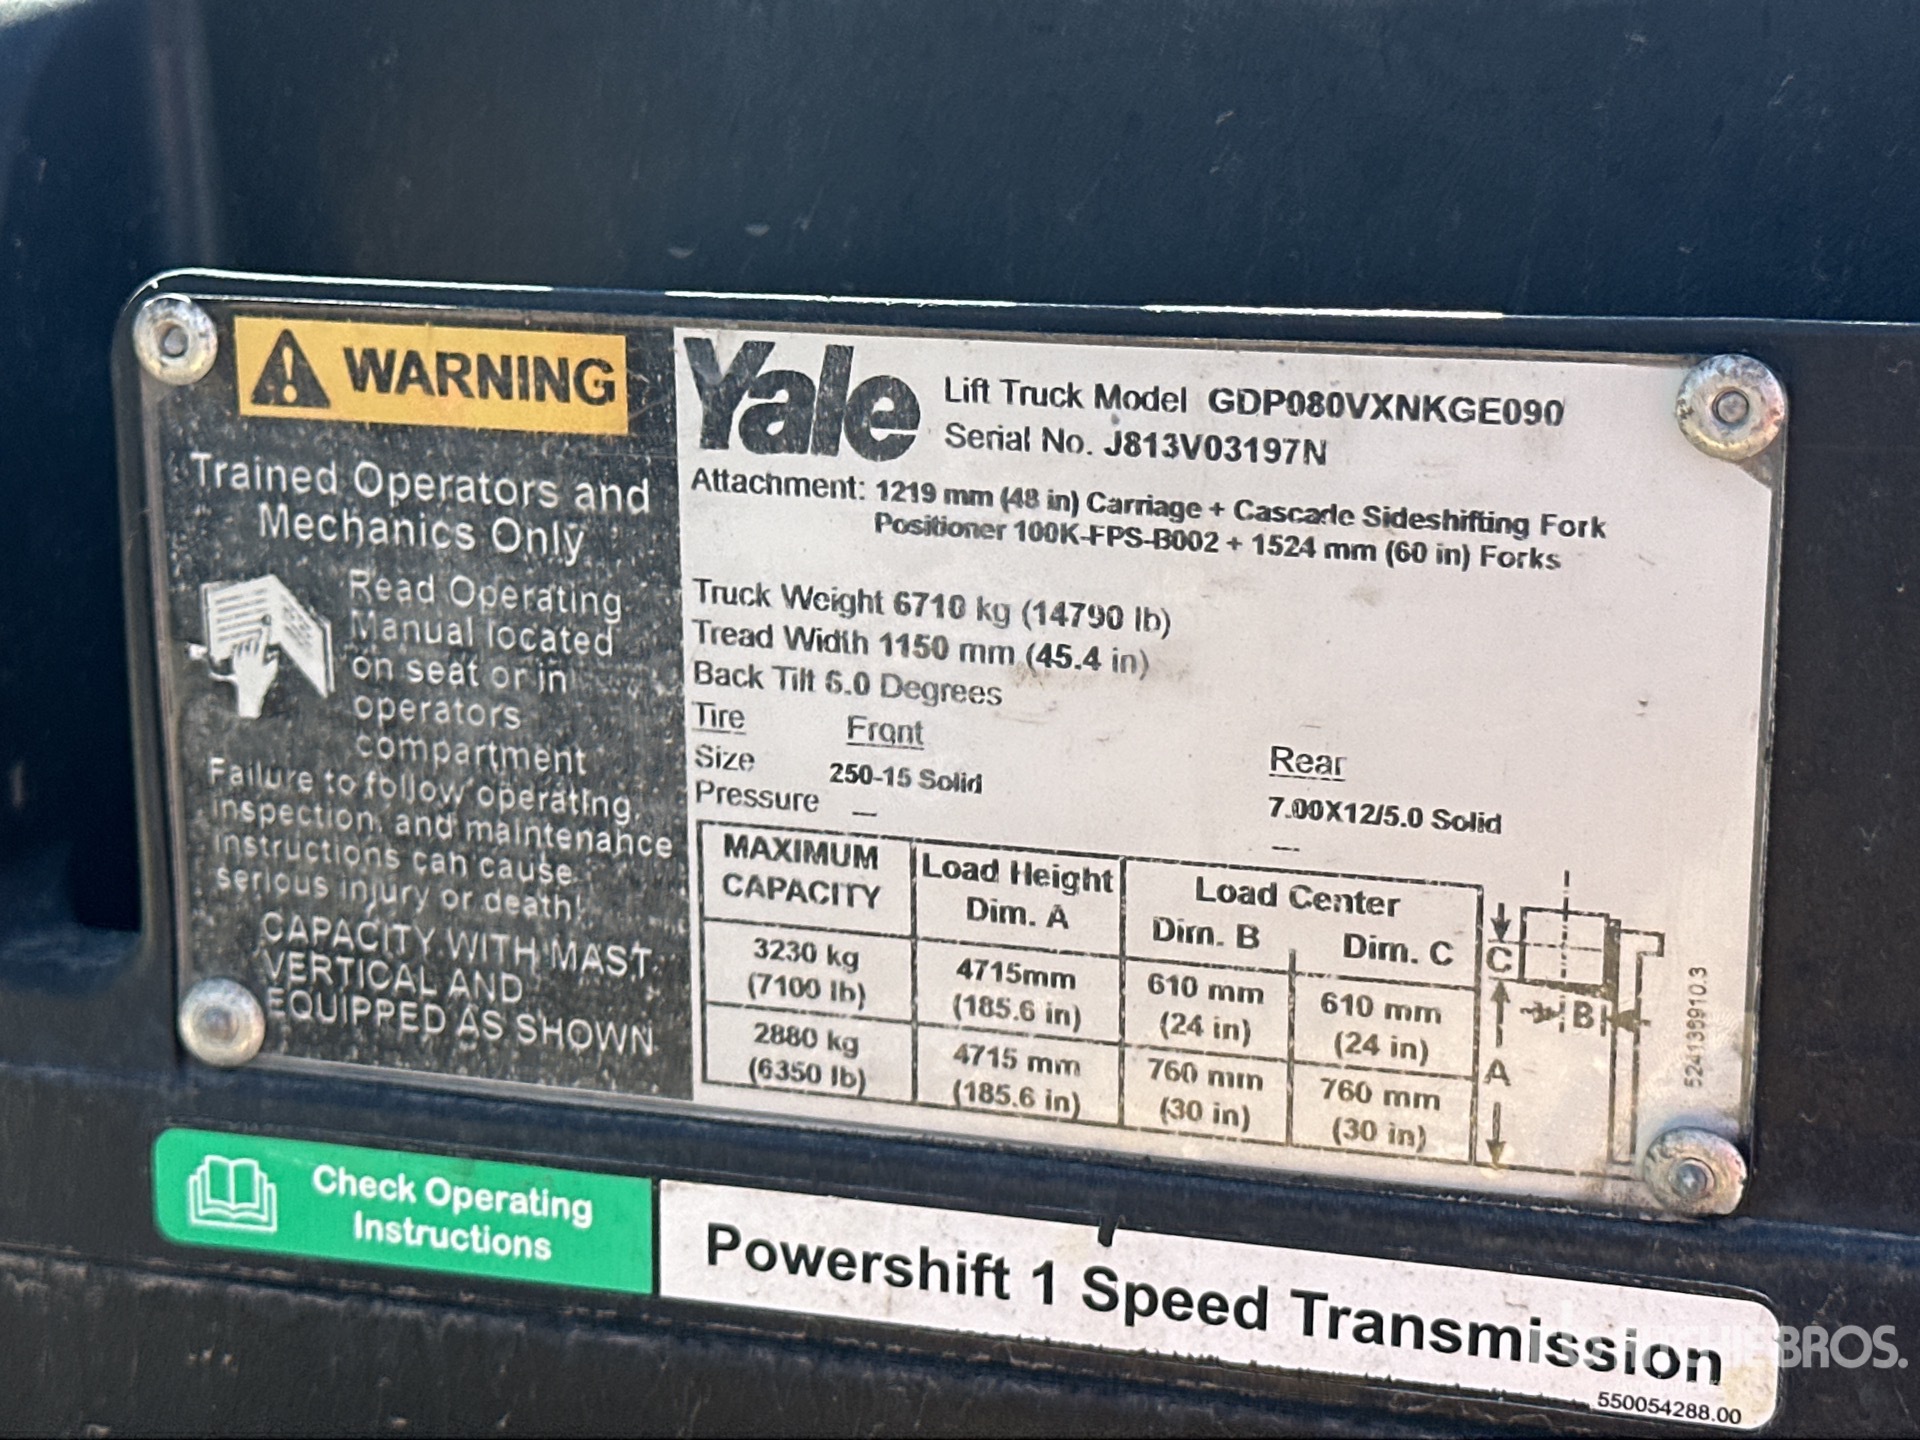 WARNING
Trained Operators and
Mechanics Only
Read Operating
Manual located
on seat or in
operators
compartment
Failure to follow operating,
inspection, and maintenance
instructions can cause
serious injury or death!
CAPACITY WITH MAST
VERTICAL AND
EQUIPPED AS SHOWN
Yale
Lift Truck Model GDP080VXNKGE090
Serial No. J813V03197N
Attachment: 1219 mm (48 in) Carriage + Cascade Sideshifting Fork
Positioner 100K-FPS-B002 + 1524 mm (60 in) Forks
Truck Weight 6710 kg (14790 lb)
Tread Width 1150 mm (45.4 in)
Back Tilt 6.0 Degrees
Tire Front Rear
Size 250-15 Solid 7.00X12/5.0 Solid
Pressure — —
MAXIMUM CAPACITY Load Height Dim. A Load Center Dim. B Dim. C
3230 kg 4715mm 610 mm 610 mm
(7100 lb) (185.6 in) (24 in) (24 in)
2880 kg 4715 mm 760 mm 760 mm
(6350 lb) (185.6 in) (30 in) (30 in)
C
B
A
524136910.3
Check Operating
Instructions
Powershift 1 Speed Transmission
550054288.00